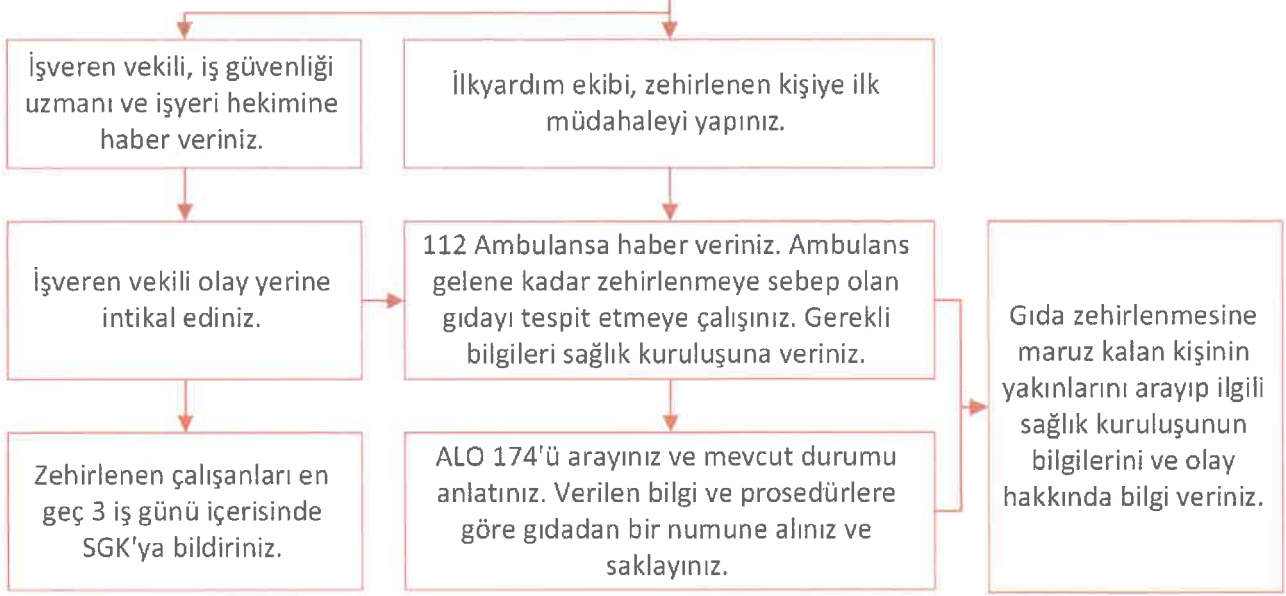 İşveren vekili, iş güvenliği
uzmanı ve işyeri hekimine
haber veriniz.
İlkyardım ekibi, zehirlenen kişiye ilk
müdahaleyi yapınız.
İşveren vekili olay yerine
intikal ediniz.
112 Ambulansa haber veriniz. Ambulans
gelene kadar zehirlenmeye sebep olan
gıdayı tespit etmeye çalışınız. Gerekli
bilgileri sağlık kuruluşuna veriniz.
Gıda zehirlenmesine
maruz kalan kişinin
yakınlarını arayıp ilgili
sağlık kuruluşunun
bilgilerini ve olay
hakkında bilgi veriniz.
Zehirlenen çalışanları en
geç 3 iş günü içerisinde
SGK'ya bildiriniz.
ALO 174'ü arayınız ve mevcut durumu
anlatınız. Verilen bilgi ve prosedürlere
göre gıdadan bir numune alınız ve
saklayınız.